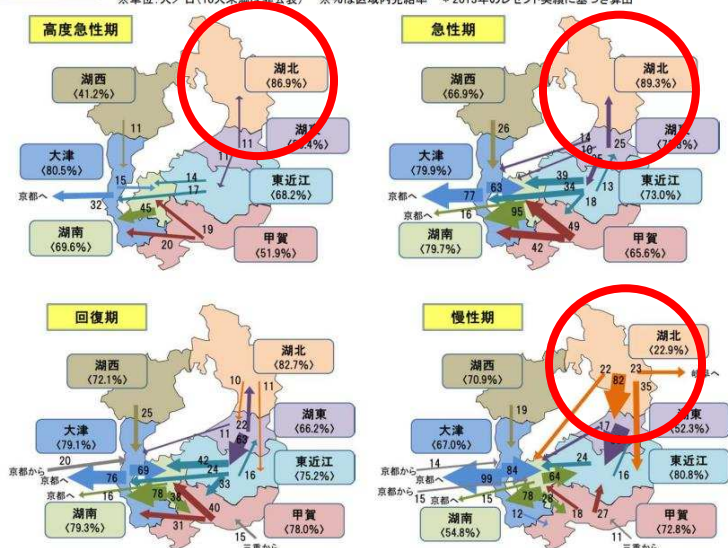 高度急性期
湖西
〈41.2%〉
湖北
〈86.9%〉
大津
〈80.5%〉
東近江
〈68.2%〉
湖南
〈69.6%〉
甲賀
〈51.9%〉
京都へ
11
11
11
15
14
17
32
45
19
20
急性期
湖西
〈66.9%〉
湖北
〈89.3%〉
大津
〈79.9%〉
東近江
〈73.0%〉
湖南
〈79.7%〉
甲賀
〈65.6%〉
京都へ
26
14
10
25
39
34
13
63
77
18
16
95
49
42
回復期
湖西
〈72.1%〉
湖北
〈82.7%〉
湖東
〈66.2%〉
大津
〈79.1%〉
東近江
〈75.2%〉
湖南
〈79.3%〉
甲賀
〈78.0%〉
京都から
京都へ
25
10
11
22
11
63
20
69
42
24
16
76
33
16
78
38
40
31
15
慢性期
湖西
〈70.9%〉
湖北
〈22.9%〉
湖東
〈52.3%〉
大津
〈67.0%〉
東近江
〈80.8%〉
湖南
〈54.8%〉
甲賀
〈72.8%〉
京都から
京都へ
京都から
22
82
23
35
19
17
14
84
24
16
99
64
15
15
78
28
12
18
27
11